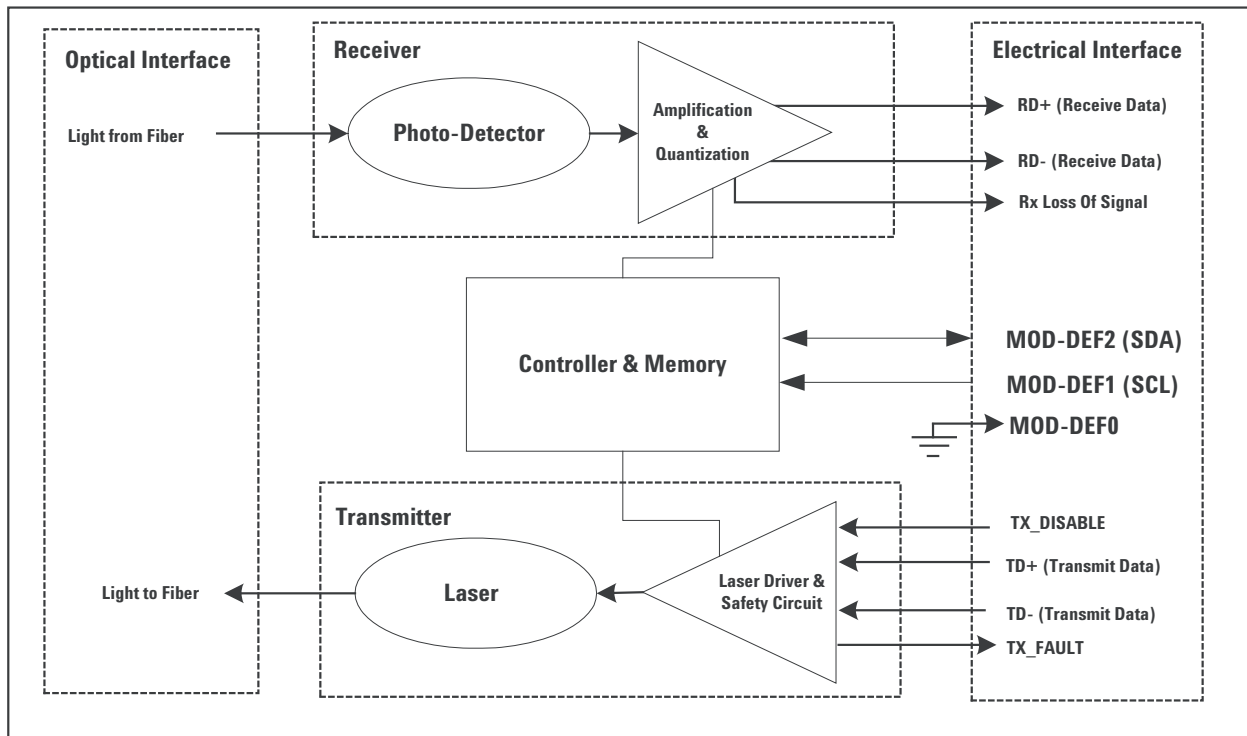 Optical Interface
Receiver
Electrical Interface
Light from Fiber
Photo-Detector
Amplification
&
Quantization
RD+ (Receive Data)
RD- (Receive Data)
Rx Loss Of Signal
Controller & Memory
MOD-DEF2 (SDA)
MOD-DEF1 (SCL)
MOD-DEF0
Transmitter
Light to Fiber
Laser
Laser Driver &
Safety Circuit
TX_DISABLE
TD+ (Transmit Data)
TD- (Transmit Data)
TX_FAULT